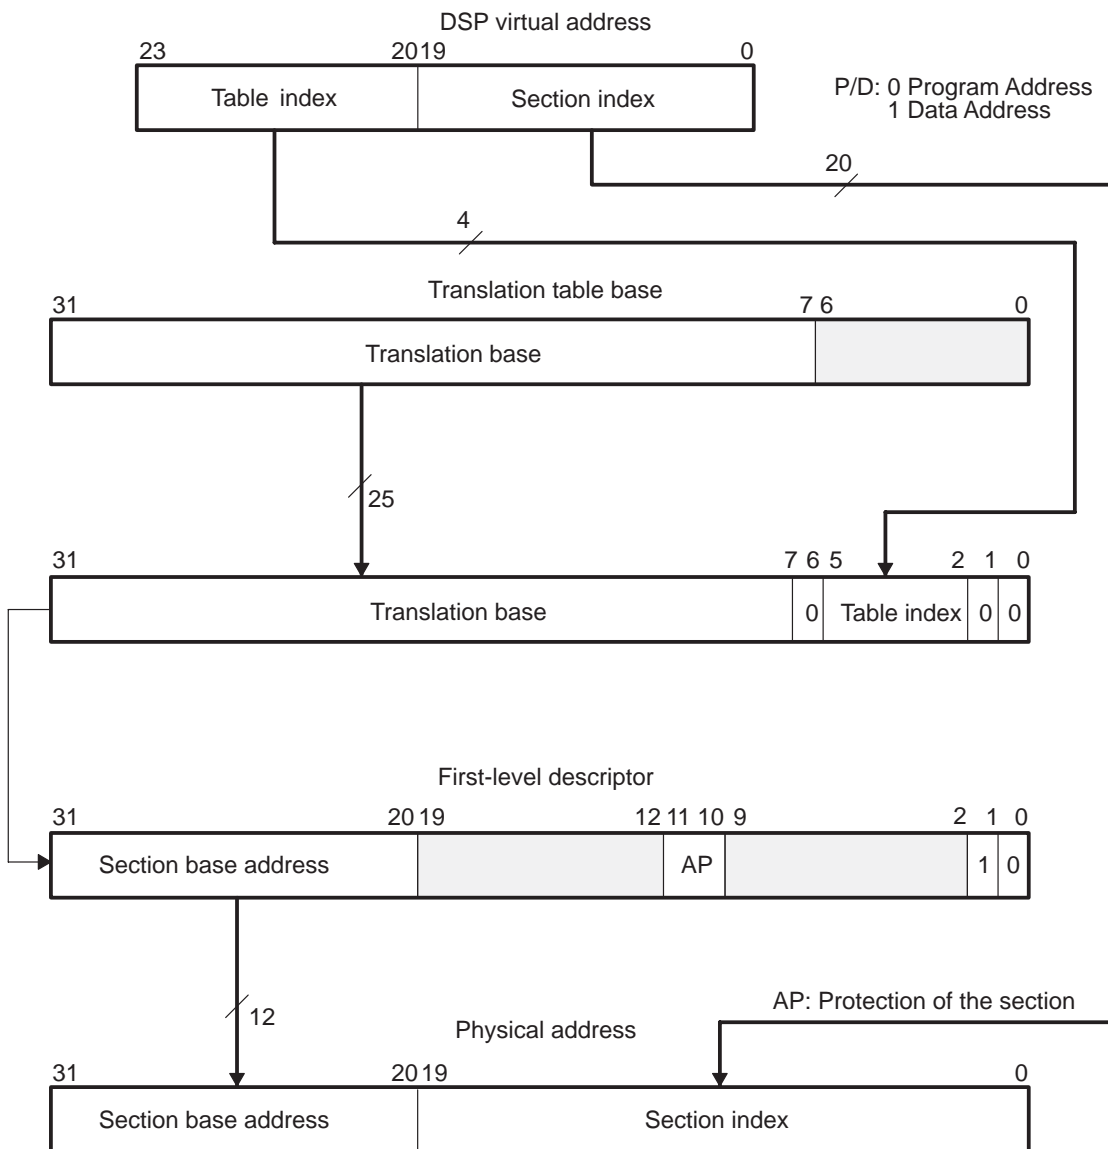 DSP virtual address
23 20 19 0
Table index Section index
P/D: 0 Program Address
1 Data Address
20
4
Translation table base
31 7 6 0
Translation base
25
31 7 6 5 2 1 0
Translation base 0 Table index 0 0
First-level descriptor
31 20 19 12 11 10 9 2 1 0
Section base address AP 1 0
12
AP: Protection of the section
Physical address
31 20 19 0
Section base address Section index